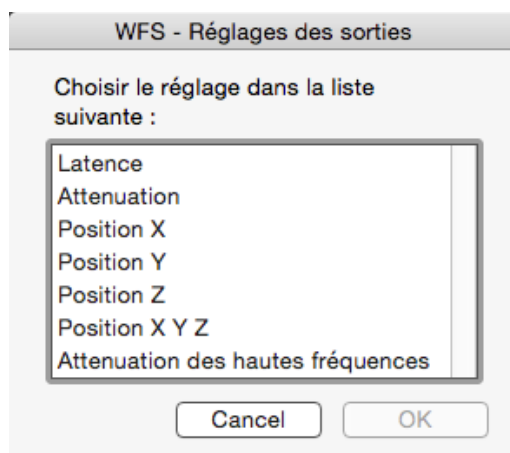 WFS - Réglages des sorties
Choisir le réglage dans la liste
suivante :
Latence
Attenuation
Position X
Position Y
Position Z
Position X Y Z
Attenuation des hautes fréquences
Cancel OK